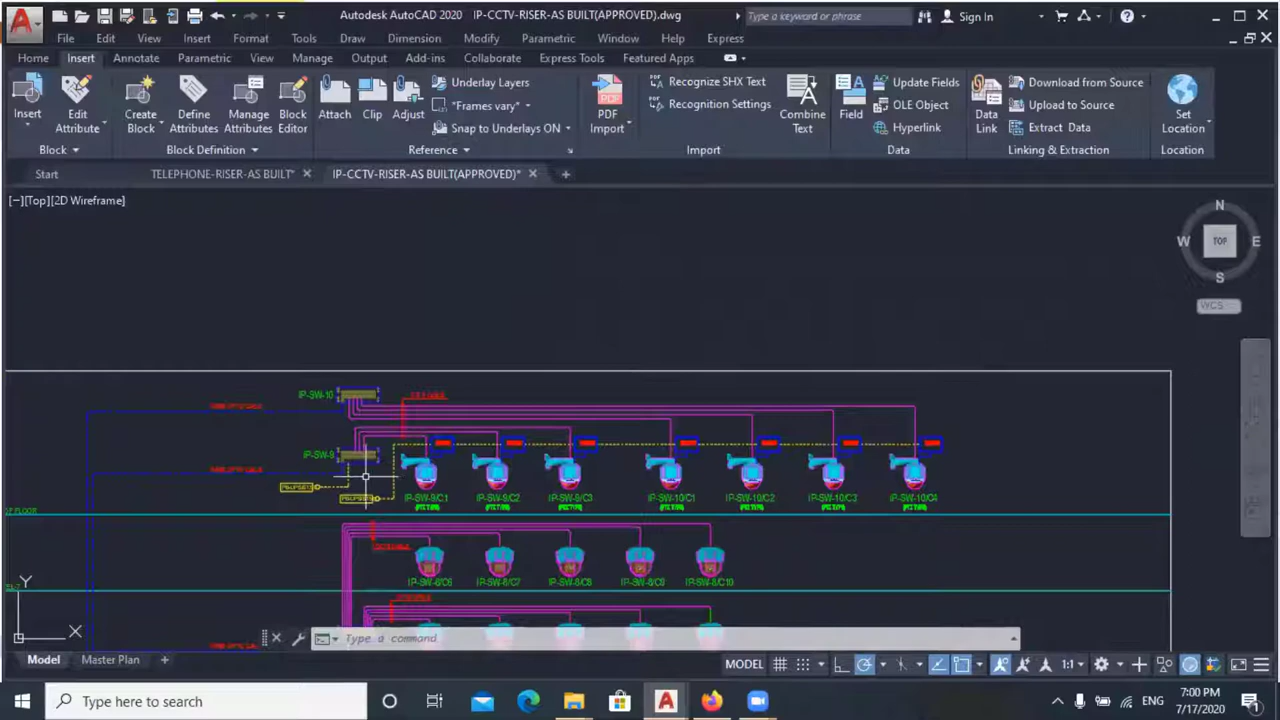 Autodesk AutoCAD 2020 IP-CCTV-RISER-AS BUILT(APPROVED).dwg
Type a keyword or phrase
Sign In
File Edit View Insert Format Tools Draw Dimension Modify Parametric Window Help Express
Home Insert Annotate Parametric View Manage Output Add-ins Collaborate Express Tools Featured Apps
Insert
Edit Attribute
Create Block
Define Attributes
Manage Attributes
Block Editor
Attach
Clip
Adjust
Underlay Layers
*Frames vary*
Snap to Underlays ON
PDF Import
Recognize SHX Text
Recognition Settings
Combine Text
Field
Update Fields
OLE Object
Hyperlink
Data Link
Download from Source
Upload to Source
Extract Data
Set Location
Block Block Definition Reference Import Data Linking & Extraction Location
Start TELEPHONE-RISER-AS BUILT* IP-CCTV-RISER-AS BUILT(APPROVED)*
[−][Top][2D Wireframe]
N
W TOP E
S
WCS
IP-SW-10
IP-SW-9
IP-SW-9/C1 IP-SW-9/C2 IP-SW-9/C3 IP-SW-10/C1 IP-SW-10/C2 IP-SW-10/C3 IP-SW-10/C4
IP-SW-8/C6 IP-SW-8/C7 IP-SW-8/C8 IP-SW-8/C9 IP-SW-8/C10
Y
X
Type a command
Model Master Plan
MODEL
1:1
Type here to search
ENG
7:00 PM
7/17/2020